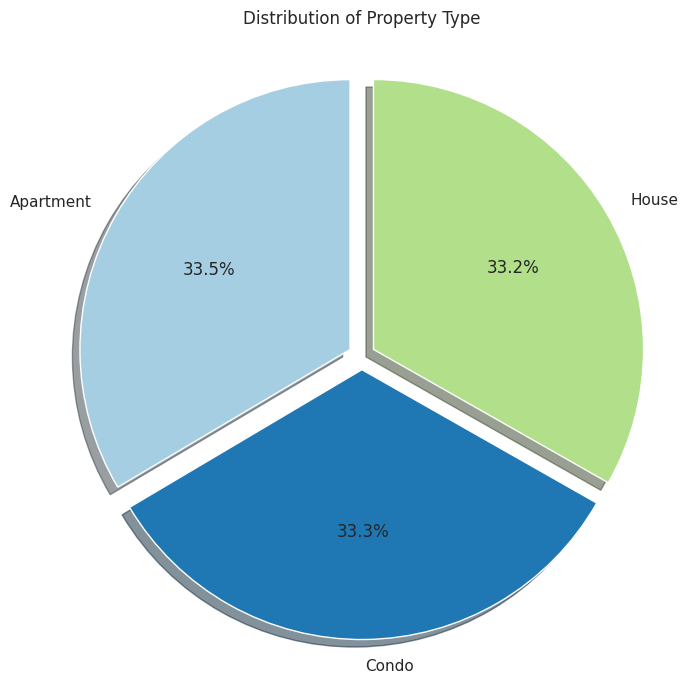 Distribution of Property Type
Apartment
House
33.5%
33.2%
33.3%
Condo